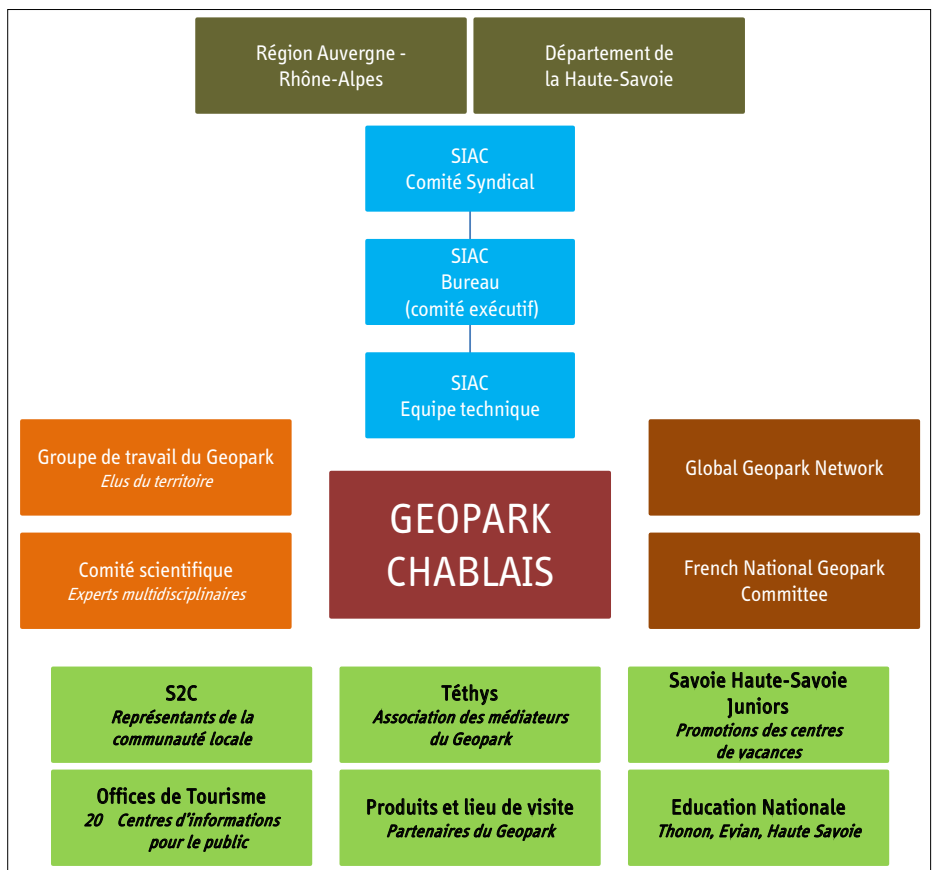 Région Auvergne -
Rhône-Alpes
Département de
la Haute-Savoie
SIAC
Comité Syndical
SIAC
Bureau
(comité exécutif)
SIAC
Equipe technique
Groupe de travail du Geopark
Elus du territoire
Comité scientifique
Experts multidisciplinaires
GEOPARK
CHABLAIS
Global Geopark Network
French National Geopark
Committee
S2C
Représentants de la
communauté locale
Téthys
Association des médiateurs
du Geopark
Savoie Haute-Savoie
Juniors
Promotions des centres
de vacances
Offices de Tourisme
20 Centres d'informations
pour le public
Produits et lieu de visite
Partenaires du Geopark
Education Nationale
Thonon, Evian, Haute Savoie